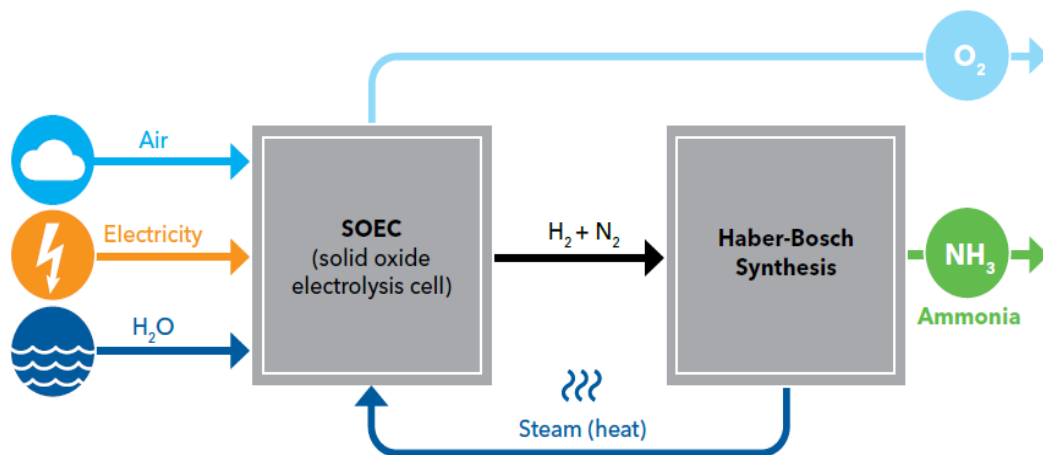 O₂
Air
Electricity
H₂O
SOEC
(solid oxide
electrolysis cell)
H₂ + N₂
Haber-Bosch
Synthesis
NH₃
Ammonia
Steam (heat)